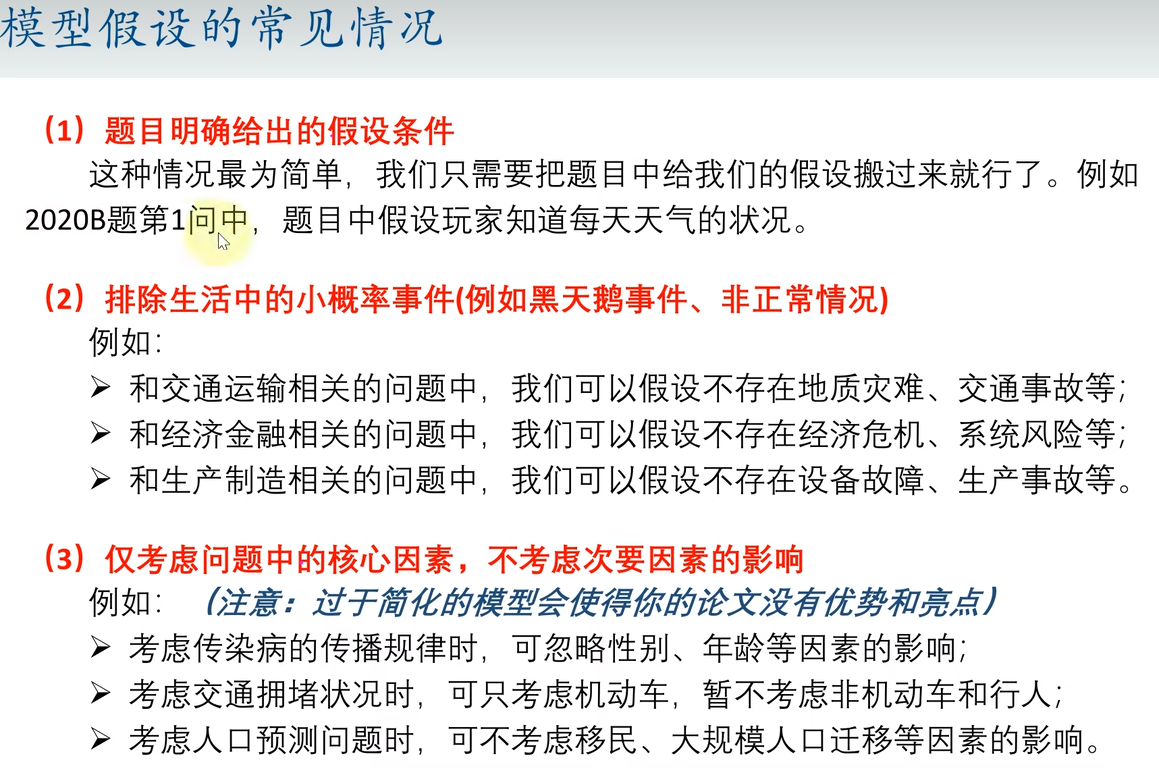 模型假设的常见情况
（1）题目明确给出的假设条件
这种情况最为简单，我们只需要把题目中给我们的假设搬过来就行了。例如
2020B题第1问中，题目中假设玩家知道每天天气的状况。
（2）排除生活中的小概率事件(例如黑天鹅事件、非正常情况)
例如：
➢ 和交通运输相关的问题中，我们可以假设不存在地质灾难、交通事故等；
➢ 和经济金融相关的问题中，我们可以假设不存在经济危机、系统风险等；
➢ 和生产制造相关的问题中，我们可以假设不存在设备故障、生产事故等。
（3）仅考虑问题中的核心因素，不考虑次要因素的影响
例如：（注意：过于简化的模型会使得你的论文没有优势和亮点）
➢ 考虑传染病的传播规律时，可忽略性别、年龄等因素的影响；
➢ 考虑交通拥堵状况时，可只考虑机动车，暂不考虑非机动车和行人；
➢ 考虑人口预测问题时，可不考虑移民、大规模人口迁移等因素的影响。